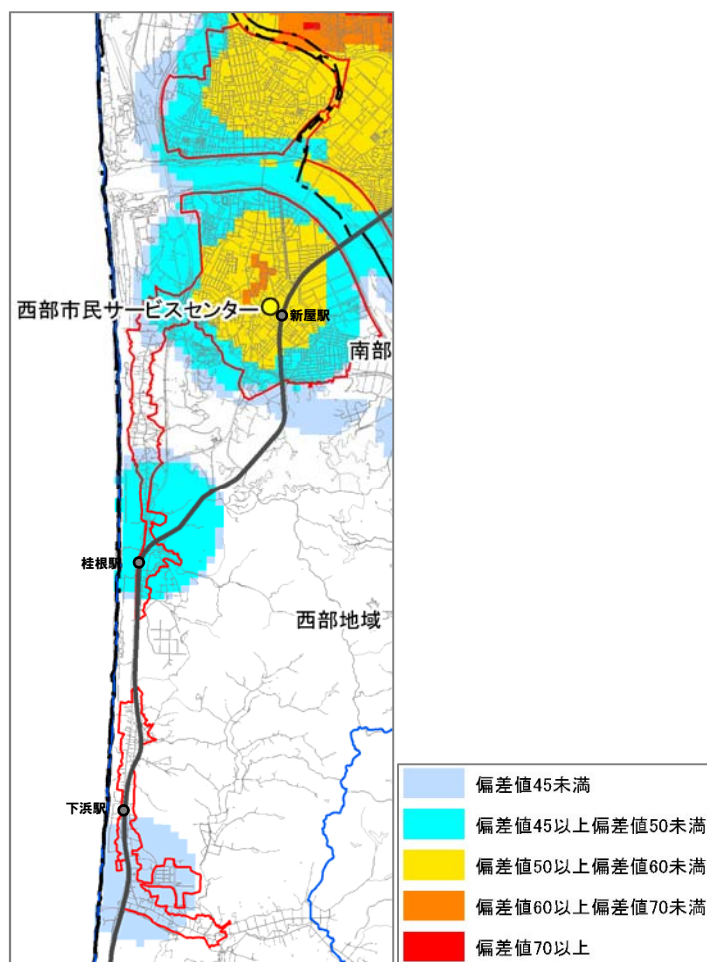 西部市民サービスセンター
新屋駅
南部
桂根駅
西部地域
下浜駅
偏差値45未満
偏差値45以上偏差値50未満
偏差値50以上偏差値60未満
偏差値60以上偏差値70未満
偏差値70以上